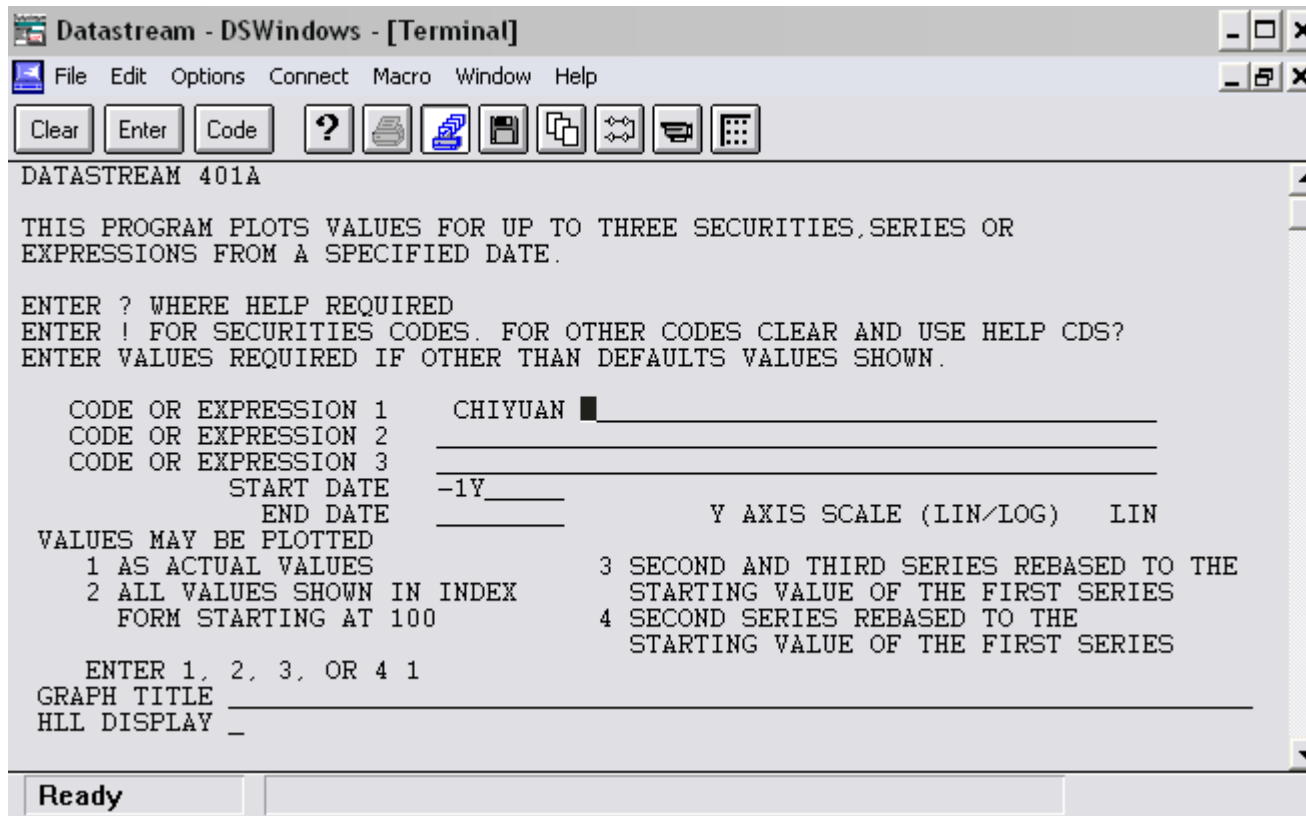 Datastream - DSWindows - [Terminal]
File Edit Options Connect Macro Window Help
Clear Enter Code ?
DATASTREAM 401A
THIS PROGRAM PLOTS VALUES FOR UP TO THREE SECURITIES,SERIES OR
EXPRESSIONS FROM A SPECIFIED DATE.
ENTER ? WHERE HELP REQUIRED
ENTER ! FOR SECURITIES CODES. FOR OTHER CODES CLEAR AND USE HELP CDS?
ENTER VALUES REQUIRED IF OTHER THAN DEFAULTS VALUES SHOWN.
CODE OR EXPRESSION 1 CHIYUAN
CODE OR EXPRESSION 2
CODE OR EXPRESSION 3
START DATE -1Y
END DATE Y AXIS SCALE (LIN/LOG) LIN
VALUES MAY BE PLOTTED
1 AS ACTUAL VALUES 3 SECOND AND THIRD SERIES REBASED TO THE
2 ALL VALUES SHOWN IN INDEX STARTING VALUE OF THE FIRST SERIES
FORM STARTING AT 100 4 SECOND SERIES REBASED TO THE
STARTING VALUE OF THE FIRST SERIES
ENTER 1, 2, 3, OR 4 1
GRAPH TITLE
HLL DISPLAY
Ready